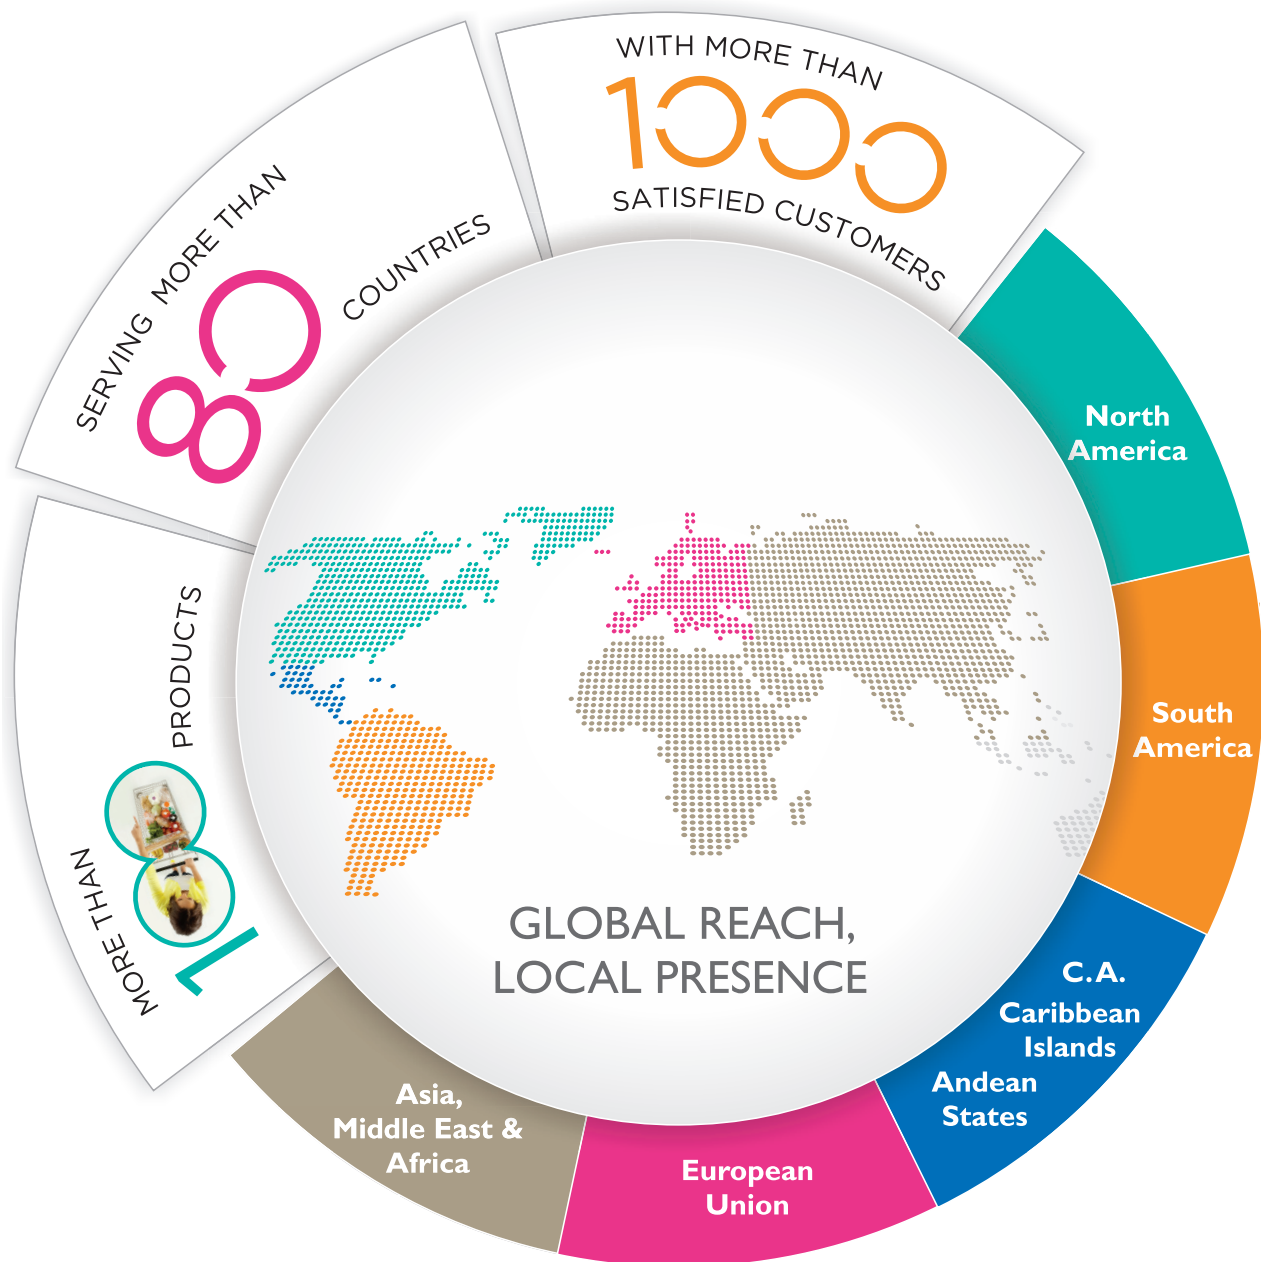 WITH MORE THAN
1000
SATISFIED CUSTOMERS
SERVING MORE THAN
80
COUNTRIES
MORE THAN
180
PRODUCTS
North
America
South
America
C.A.
Caribbean
Islands
Andean
States
European
Union
Asia,
Middle East &
Africa
GLOBAL REACH,
LOCAL PRESENCE